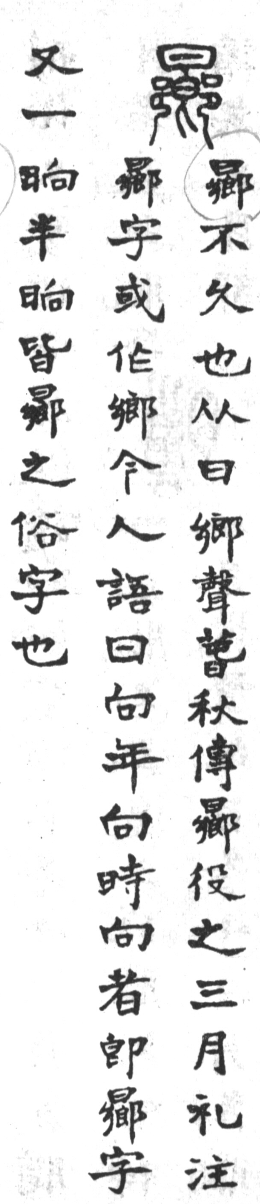 曏
曏不久也从日鄉聲萅秋傳曏役之三月礼注
曏字或作鄉今人語曰向年向時向者即曏字
又一晌半晌皆曏之俗字也